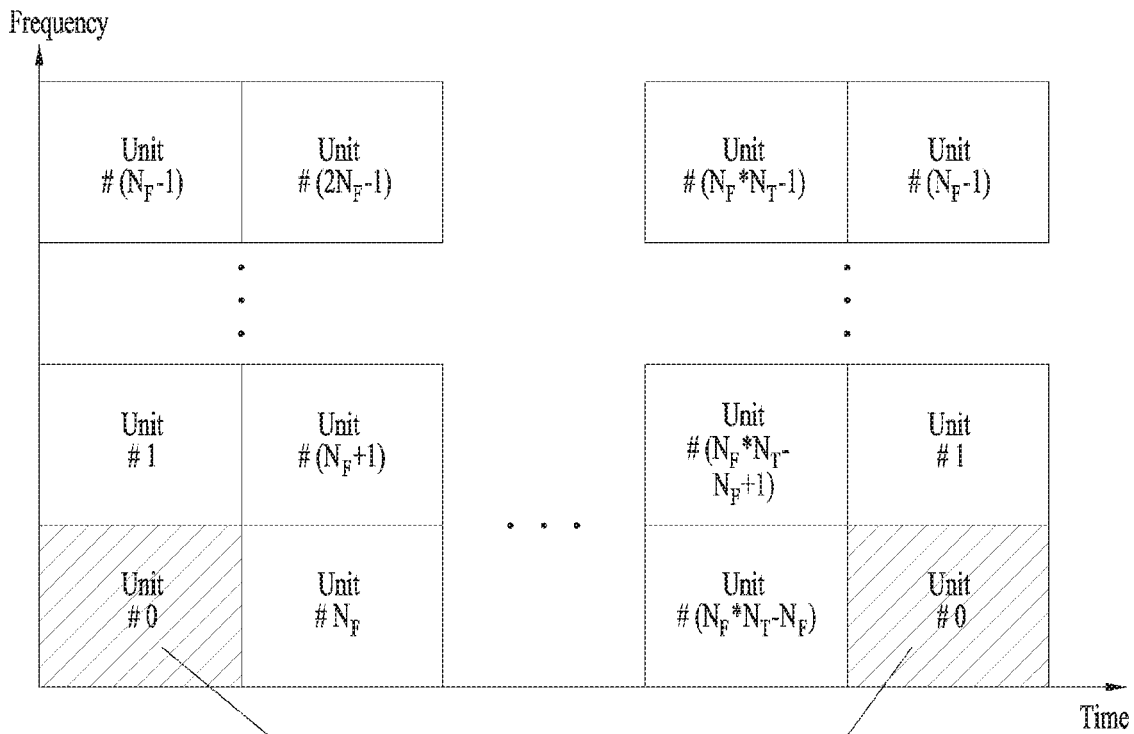 Frequency
Unit
# (N_F-1)
Unit
# (2N_F-1)
Unit
# (N_F*N_T-1)
Unit
# (N_F-1)
Unit
# 1
Unit
# (N_F+1)
Unit
# (N_F*N_T-
N_F+1)
Unit
# 1
Unit
# 0
Unit
# N_F
Unit
# (N_F*N_T-N_F)
Unit
# 0
Time